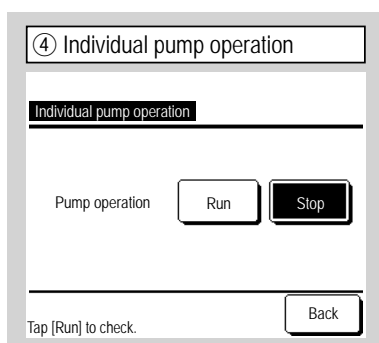 ④ Individual pump operation
Individual pump operation
Pump operation Run Stop
Back
Tap [Run] to check.